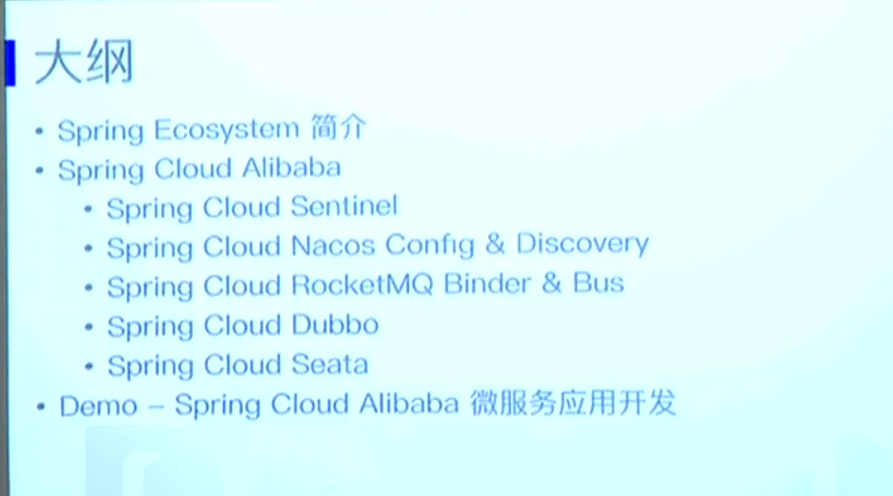 大纲
• Spring Ecosystem 简介
• Spring Cloud Alibaba
• Spring Cloud Sentinel
• Spring Cloud Nacos Config & Discovery
• Spring Cloud RocketMQ Binder & Bus
• Spring Cloud Dubbo
• Spring Cloud Seata
• Demo – Spring Cloud Alibaba 微服务应用开发